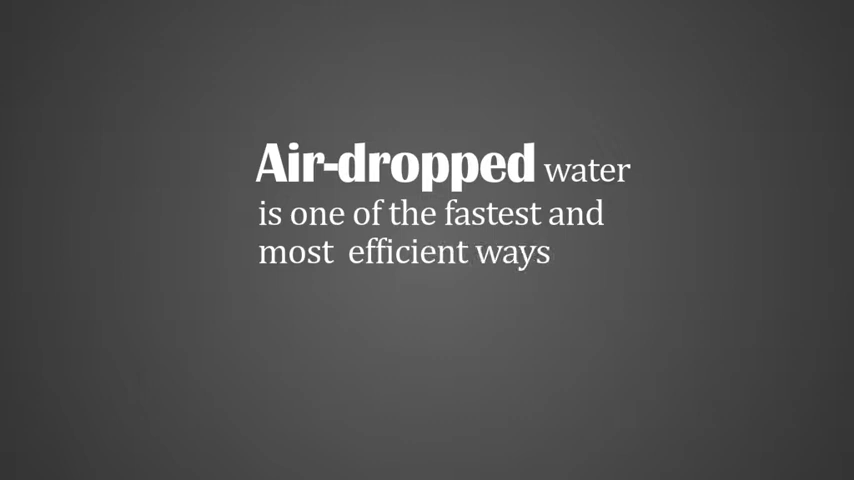 Air-dropped water
is one of the fastest and
most efficient ways